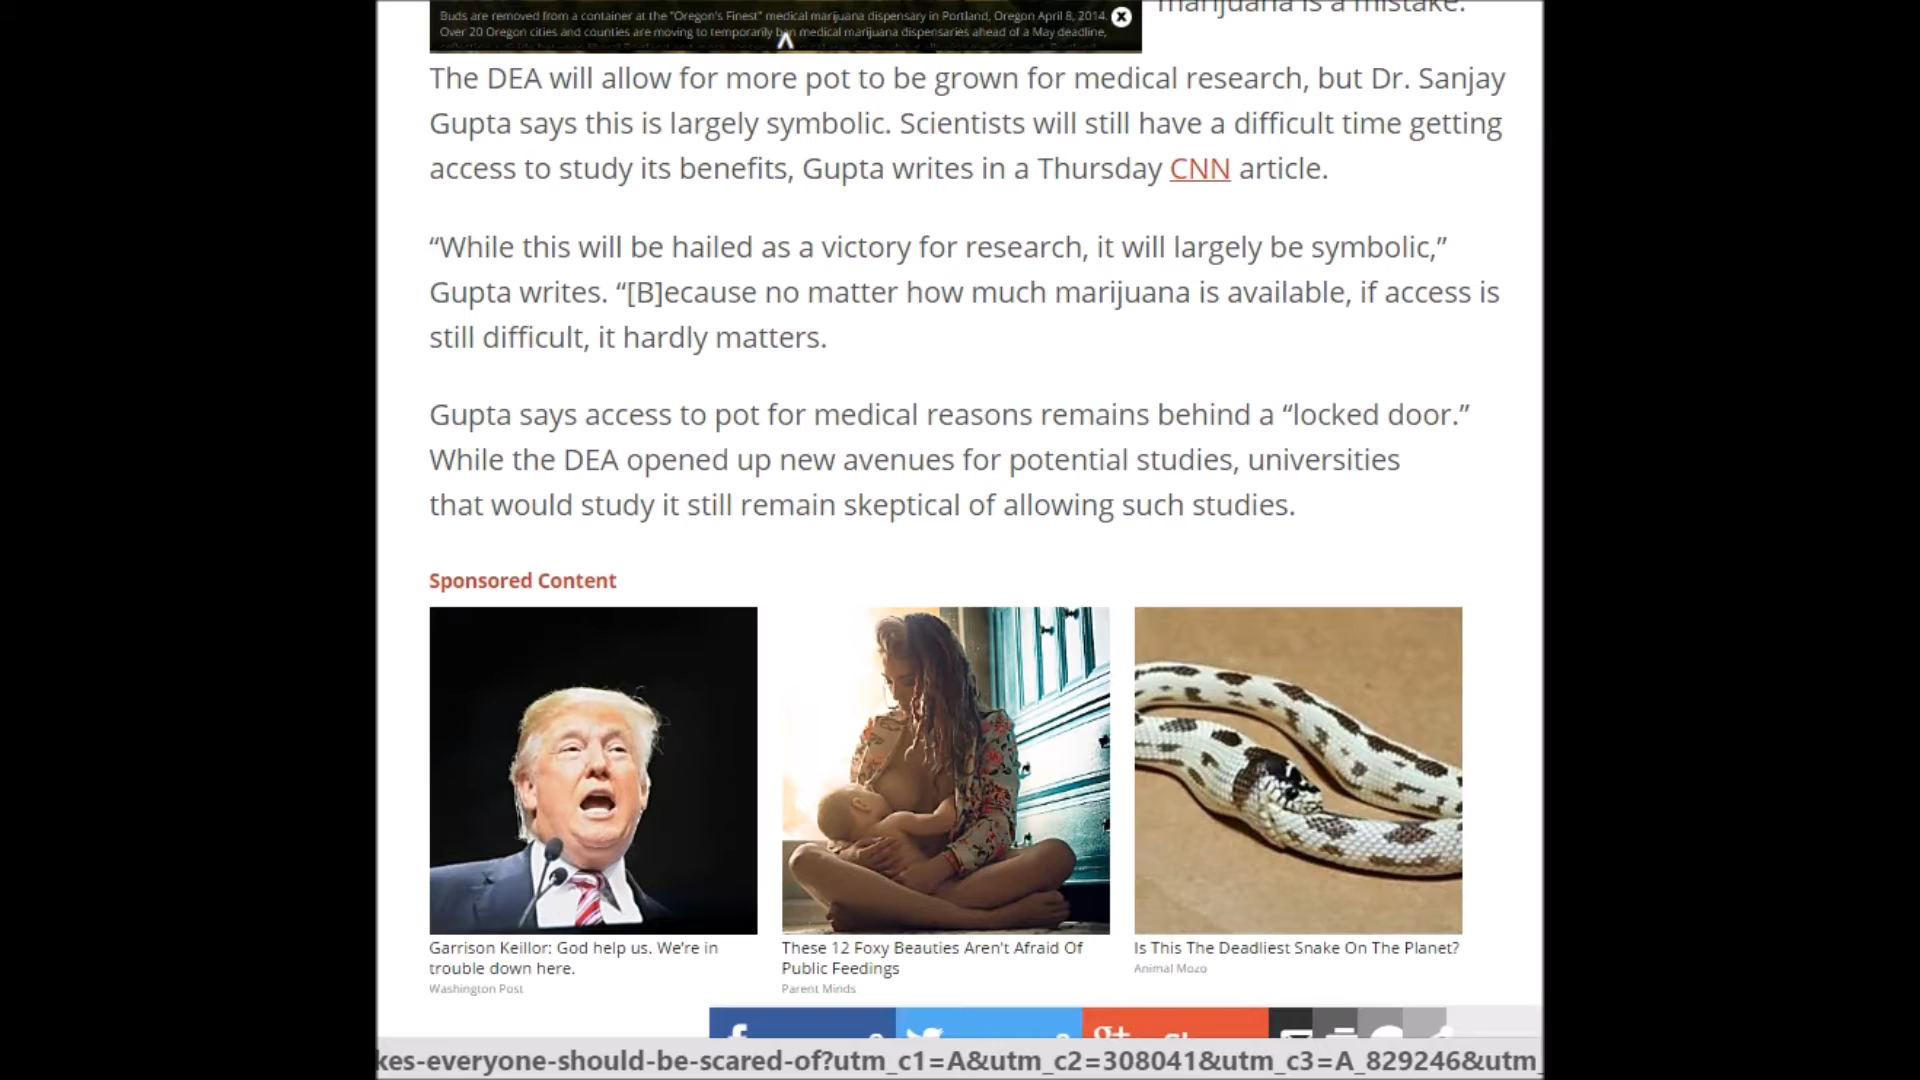 marijuana is a mistake.
Buds are removed from a container at the "Oregon's Finest" medical marijuana dispensary in Portland, Oregon April 8, 2014.
Over 20 Oregon cities and counties are moving to temporarily ban medical marijuana dispensaries ahead of a May deadline,
The DEA will allow for more pot to be grown for medical research, but Dr. Sanjay
Gupta says this is largely symbolic. Scientists will still have a difficult time getting
access to study its benefits, Gupta writes in a Thursday CNN article.
“While this will be hailed as a victory for research, it will largely be symbolic,”
Gupta writes. “[B]ecause no matter how much marijuana is available, if access is
still difficult, it hardly matters.
Gupta says access to pot for medical reasons remains behind a “locked door.”
While the DEA opened up new avenues for potential studies, universities
that would study it still remain skeptical of allowing such studies.
Sponsored Content
Garrison Keillor: God help us. We're in
trouble down here.
Washington Post
These 12 Foxy Beauties Aren't Afraid Of
Public Feedings
Parent Minds
Is This The Deadliest Snake On The Planet?
Animal Mozo
kes-everyone-should-be-scared-of?utm_c1=A&utm_c2=308041&utm_c3=A_829246&utm_